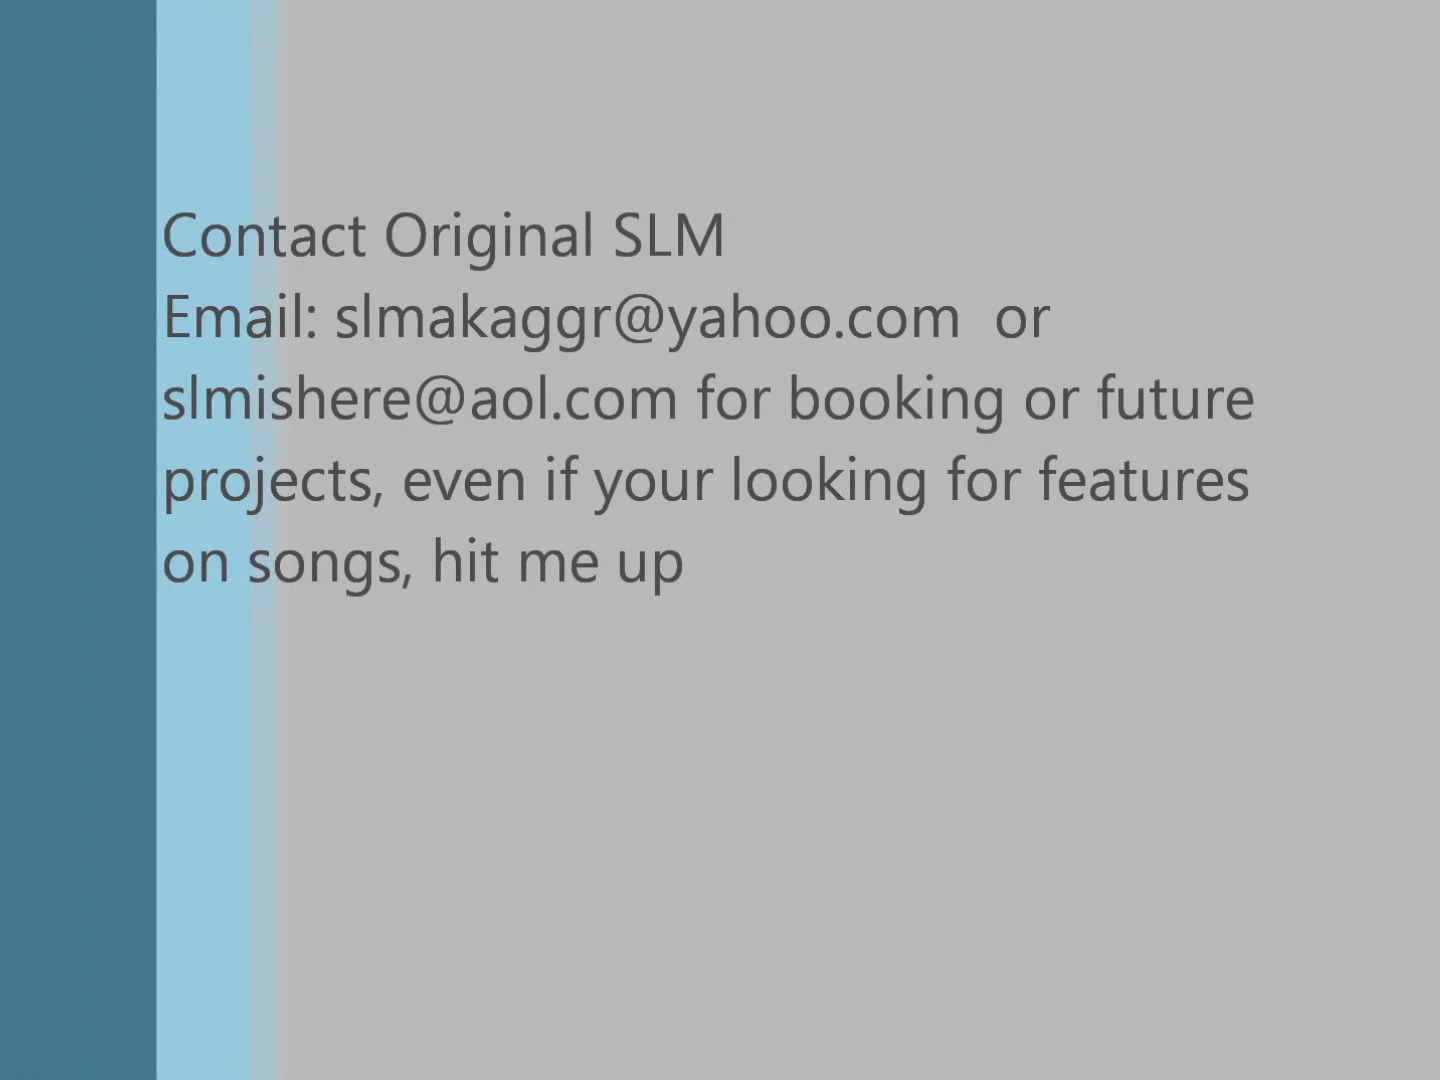 Contact Original SLM
Email: slmakaggr@yahoo.com  or
slmishere@aol.com for booking or future
projects, even if your looking for features
on songs, hit me up